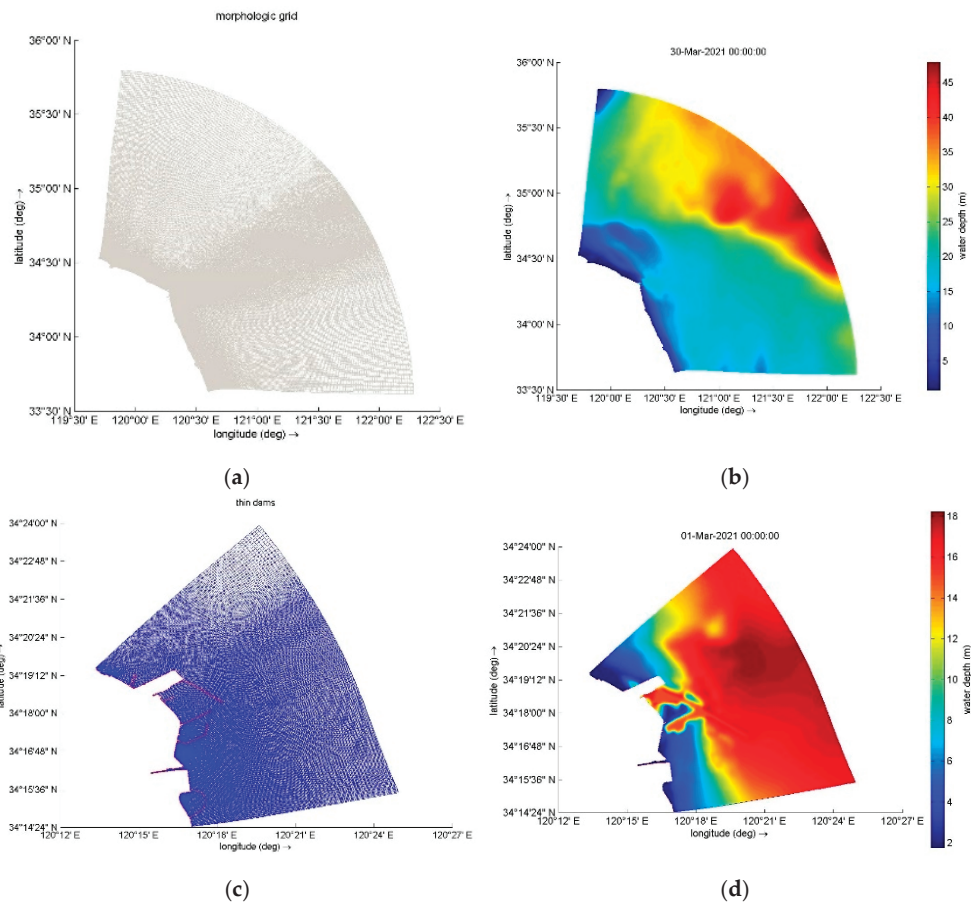 morphologic grid
36°00' N
35°30' N
35°00' N
34°30' N
34°00' N
33°30' N
latitude (deg) →
119°30' E 120°00' E 120°30' E 121°00' E 121°30' E 122°00' E 122°30' E
longitude (deg) →
(a)
30-Mar-2021 00:00:00
36°00' N
35°30' N
35°00' N
34°30' N
34°00' N
33°30' N
latitude (deg) →
119°30' E 120°00' E 120°30' E 121°00' E 121°30' E 122°00' E 122°30' E
longitude (deg) →
45
40
35
30
25
20
15
10
5
water depth (m)
(b)
thin dams
34°24'00" N
34°22'48" N
34°21'36" N
34°20'24" N
34°19'12" N
34°18'00" N
34°16'48" N
34°15'36" N
34°14'24" N
latitude (deg) →
120°12' E 120°15' E 120°18' E 120°21' E 120°24' E 120°27' E
longitude (deg) →
(c)
01-Mar-2021 00:00:00
34°24'00" N
34°22'48" N
34°21'36" N
34°20'24" N
34°19'12" N
34°18'00" N
34°16'48" N
34°15'36" N
34°14'24" N
latitude (deg) →
120°12' E 120°15' E 120°18' E 120°21' E 120°24' E 120°27' E
longitude (deg) →
18
16
14
12
10
8
6
4
2
water depth (m)
(d)